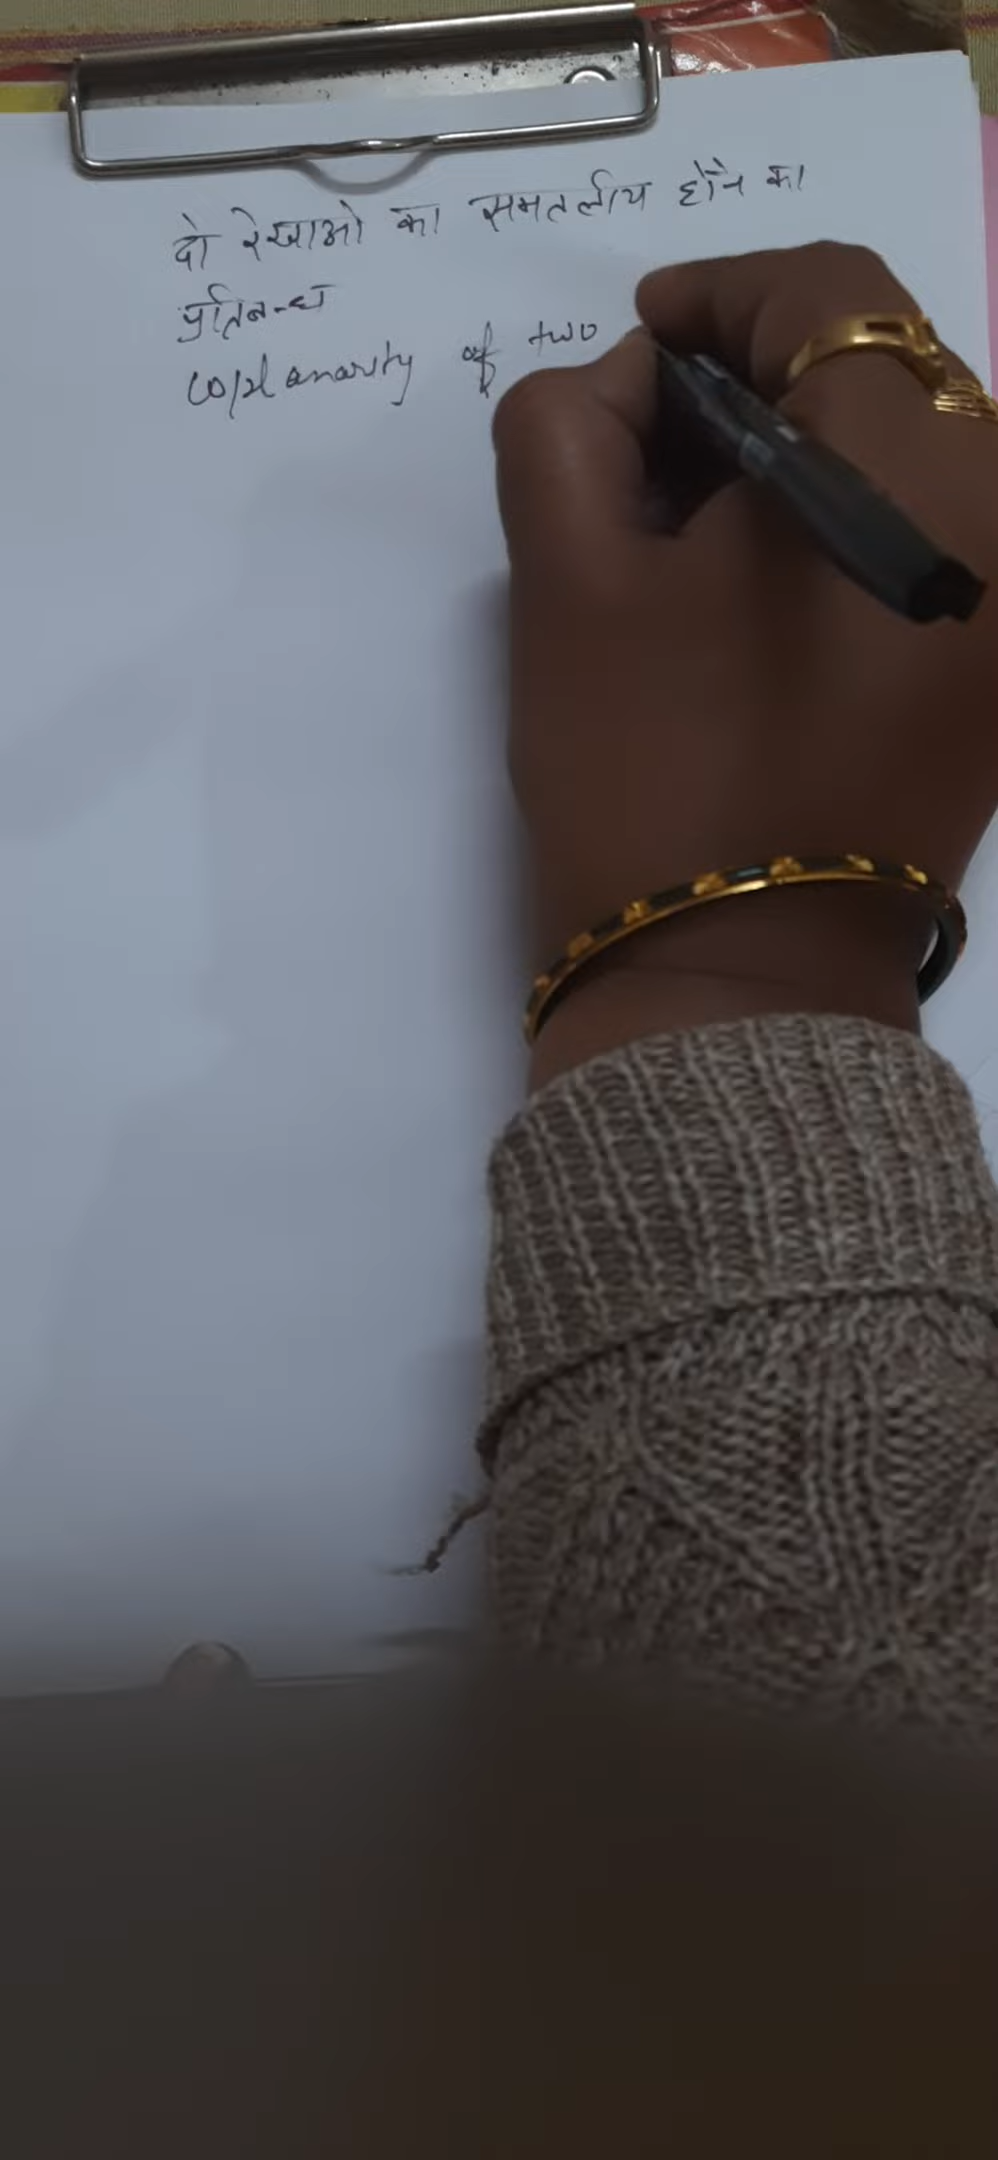 दो रेखाओ का समतलीय होने का
प्रतिबन्ध
coplanarity of two